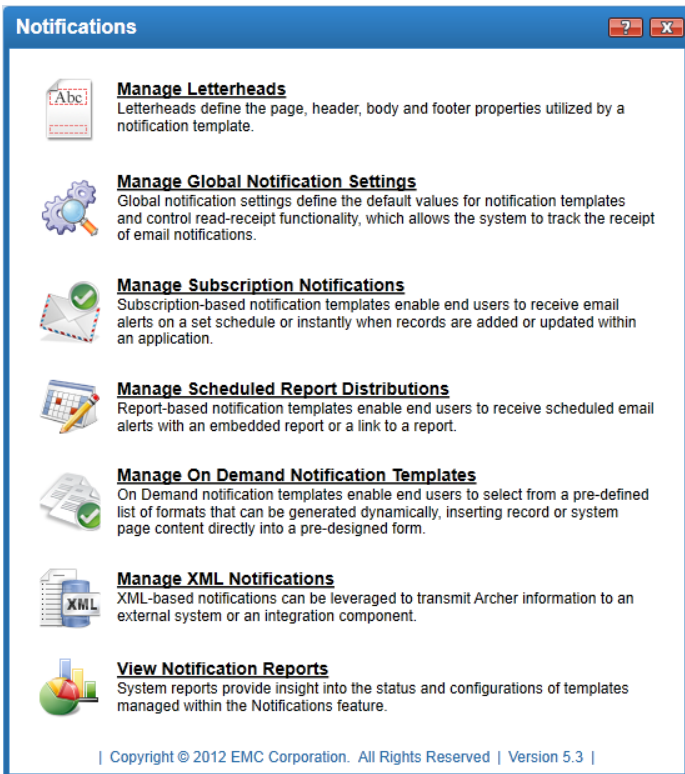 Notifications
? X
Abc
Manage Letterheads
Letterheads define the page, header, body and footer properties utilized by a
notification template.
Manage Global Notification Settings
Global notification settings define the default values for notification templates
and control read-receipt functionality, which allows the system to track the receipt
of email notifications.
Manage Subscription Notifications
Subscription-based notification templates enable end users to receive email
alerts on a set schedule or instantly when records are added or updated within
an application.
Manage Scheduled Report Distributions
Report-based notification templates enable end users to receive scheduled email
alerts with an embedded report or a link to a report.
Manage On Demand Notification Templates
On Demand notification templates enable end users to select from a pre-defined
list of formats that can be generated dynamically, inserting record or system
page content directly into a pre-designed form.
XML
Manage XML Notifications
XML-based notifications can be leveraged to transmit Archer information to an
external system or an integration component.
View Notification Reports
System reports provide insight into the status and configurations of templates
managed within the Notifications feature.
| Copyright © 2012 EMC Corporation. All Rights Reserved | Version 5.3 |